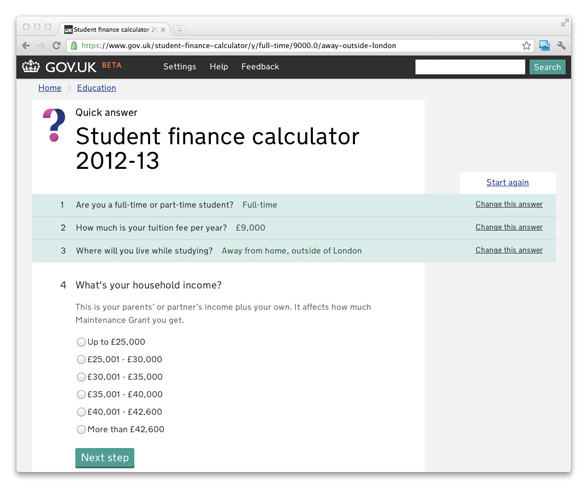 Student finance calculator 2
https://www.gov.uk/student-finance-calculator/y/full-time/9000.0/away-outside-london
GOV.UK BETA Settings Help Feedback Search
Home Education
Quick answer
Student finance calculator
2012-13
Start again
1 Are you a full-time or part-time student? Full-time Change this answer
2 How much is your tuition fee per year? £9,000 Change this answer
3 Where will you live while studying? Away from home, outside of London Change this answer
4 What's your household income?
This is your parents' or partner's income plus your own. It affects how much
Maintenance Grant you get.
Up to £25,000
£25,001 - £30,000
£30,001 - £35,000
£35,001 - £40,000
£40,001 - £42,600
More than £42,600
Next step